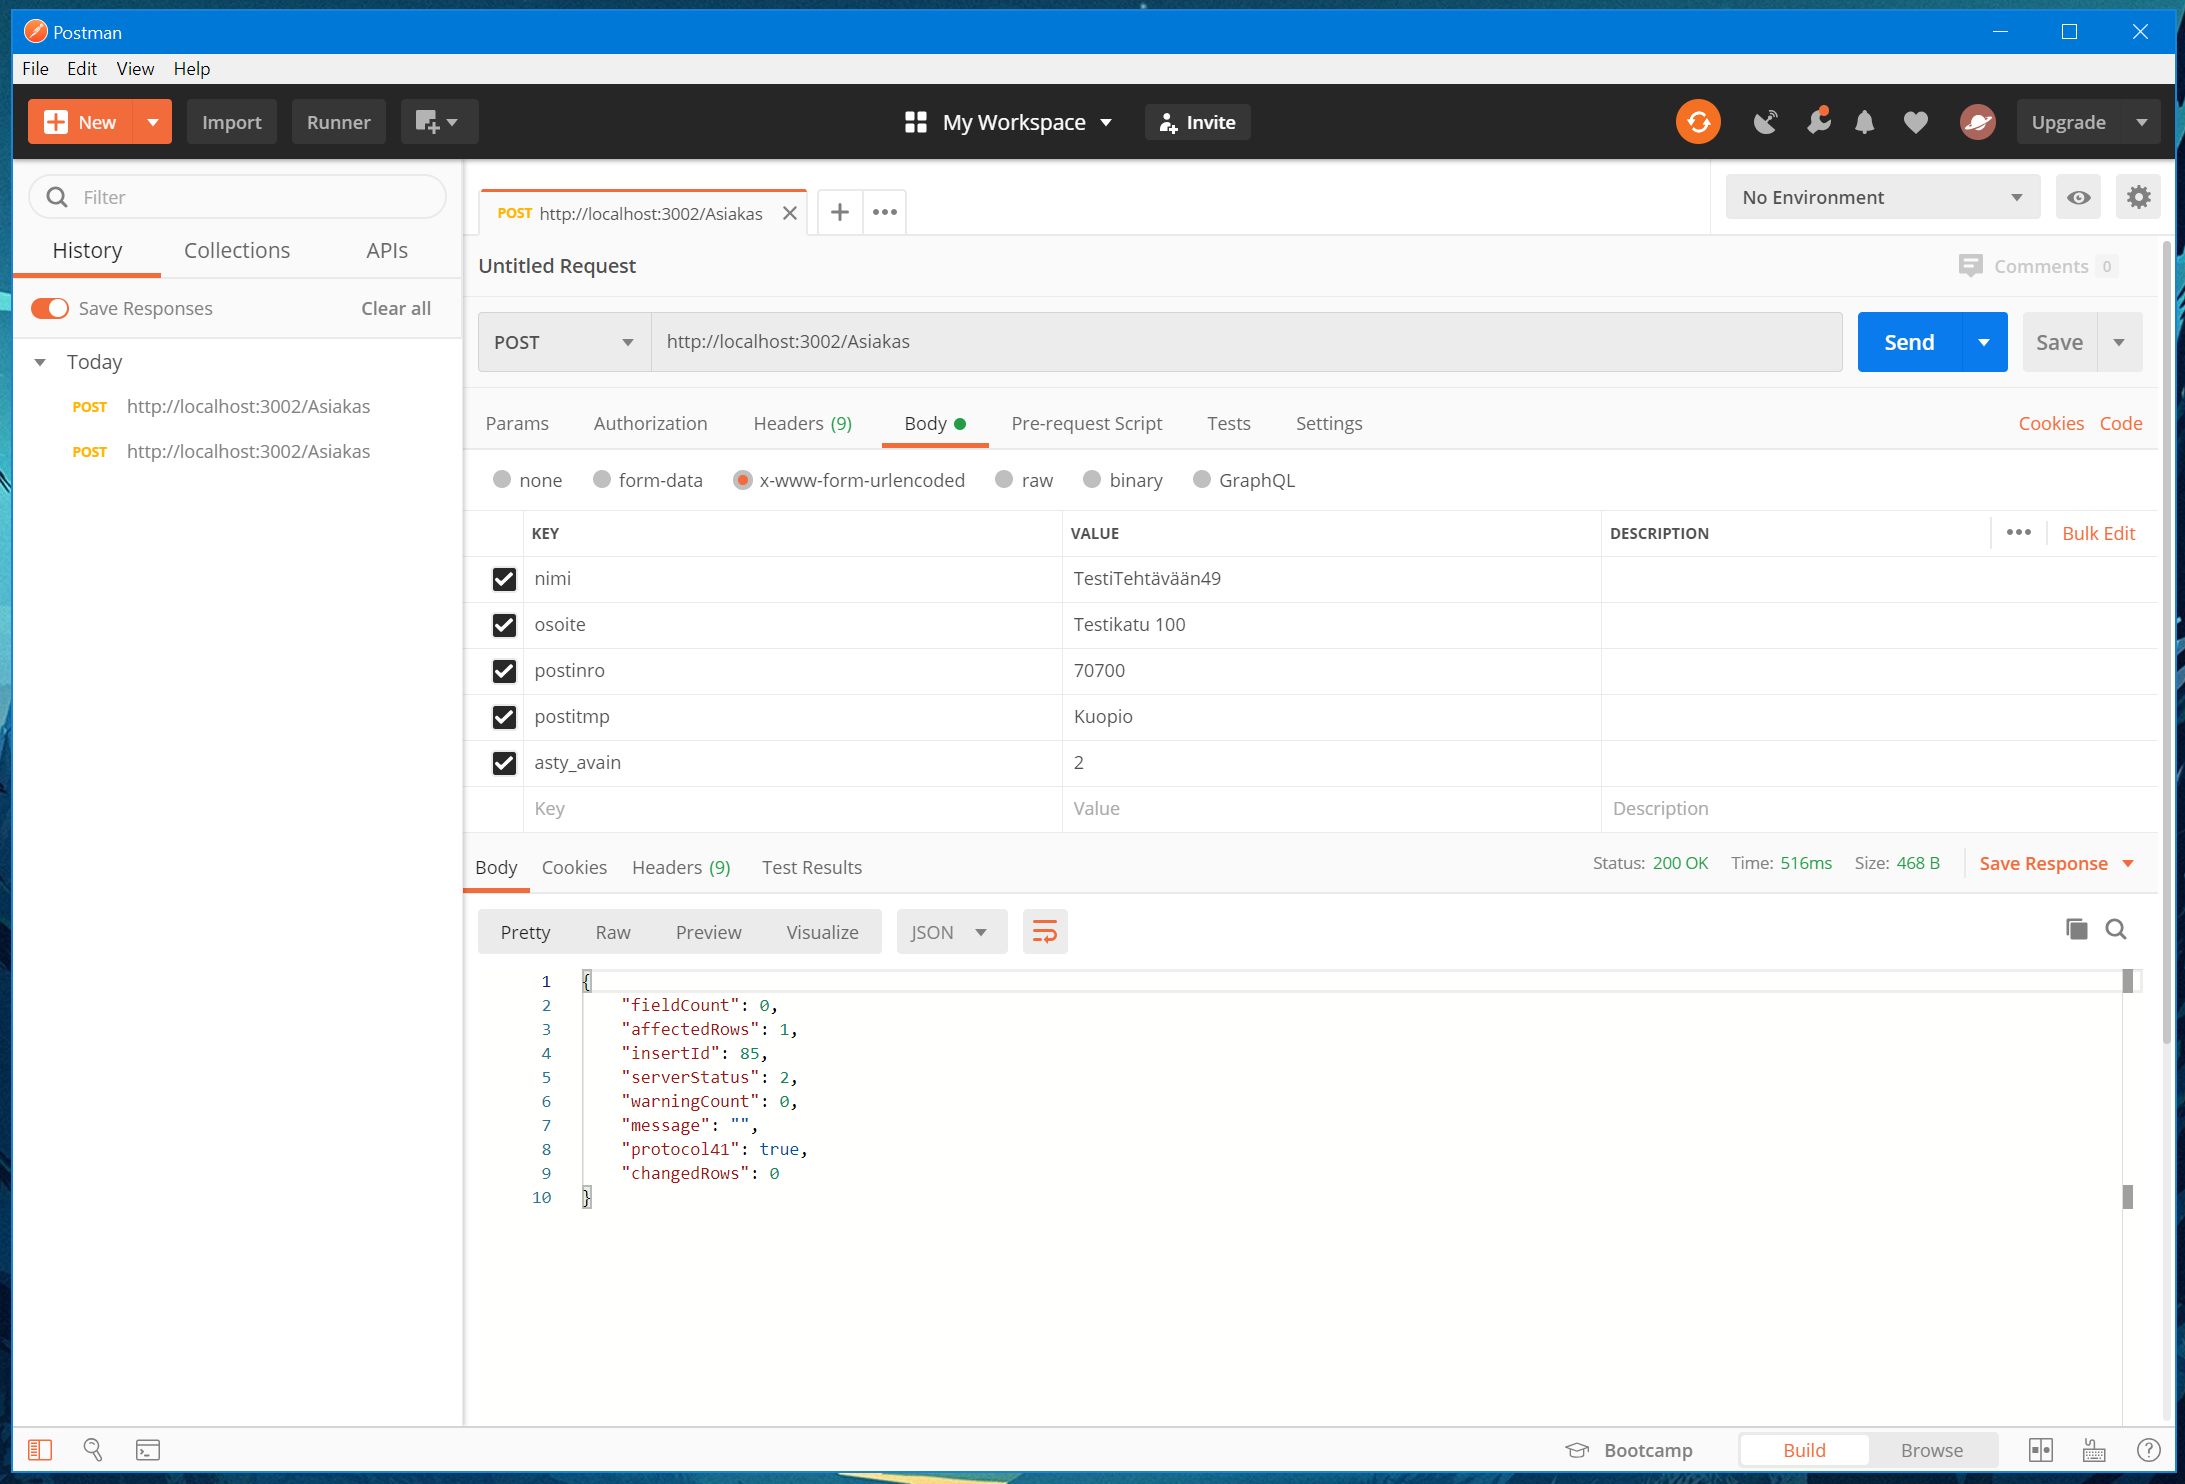 Postman
File Edit View Help
New Import Runner My Workspace Invite Upgrade
Filter
History Collections APIs
Save Responses Clear all
Today
POST http://localhost:3002/Asiakas
POST http://localhost:3002/Asiakas
POST http://localhost:3002/Asiakas
No Environment
Untitled Request Comments 0
POST http://localhost:3002/Asiakas Send Save
Params Authorization Headers (9) Body Pre-request Script Tests Settings Cookies Code
none form-data x-www-form-urlencoded raw binary GraphQL
KEY VALUE DESCRIPTION Bulk Edit
nimi TestiTehtävään49
osoite Testikatu 100
postinro 70700
postitmp Kuopio
asty_avain 2
Key Value Description
Body Cookies Headers (9) Test Results Status: 200 OK Time: 516ms Size: 468 B Save Response
Pretty Raw Preview Visualize JSON
1 {
2 "fieldCount": 0,
3 "affectedRows": 1,
4 "insertId": 85,
5 "serverStatus": 2,
6 "warningCount": 0,
7 "message": "",
8 "protocol41": true,
9 "changedRows": 0
10 }
Bootcamp Build Browse